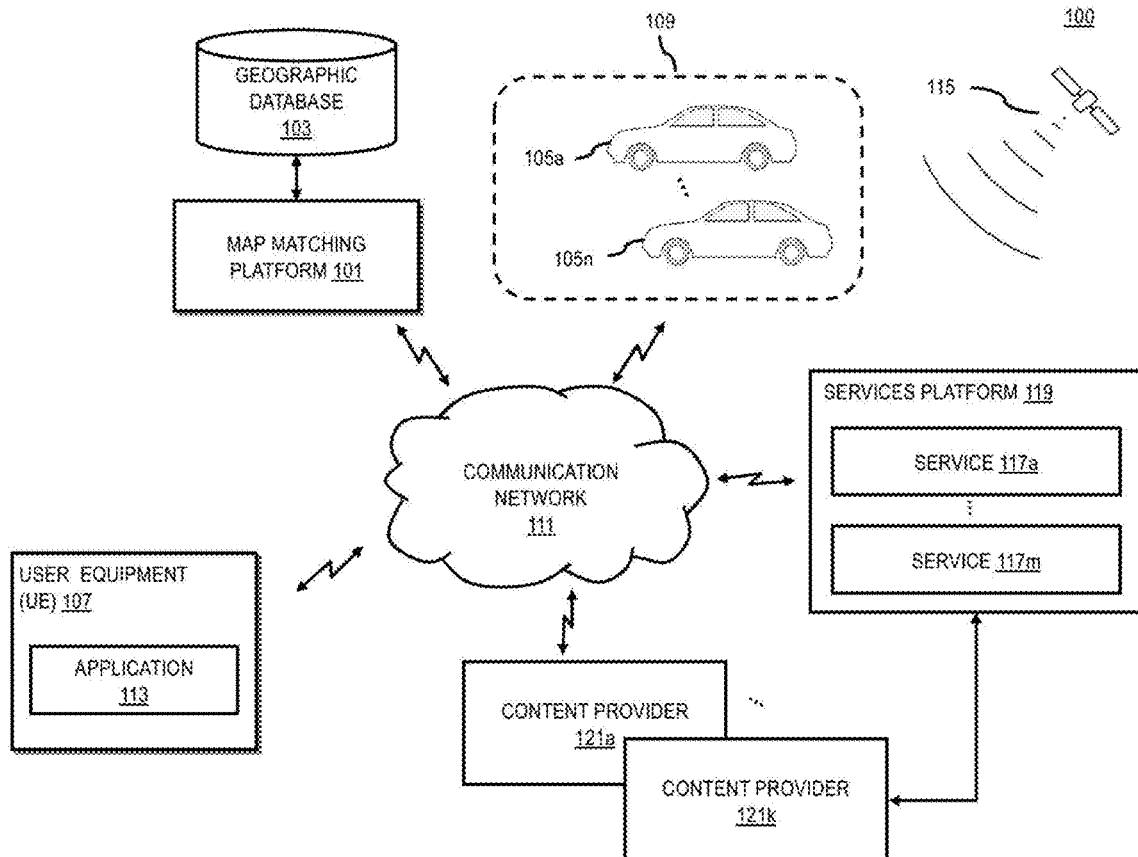 100
109
GEOGRAPHIC
DATABASE
103
115
105a
MAP MATCHING
PLATFORM 101
105n
SERVICES PLATFORM 119
SERVICE 117a
COMMUNICATION
NETWORK
111
SERVICE 117m
USER EQUIPMENT
(UE) 107
APPLICATION
113
CONTENT PROVIDER
121a
CONTENT PROVIDER
121k